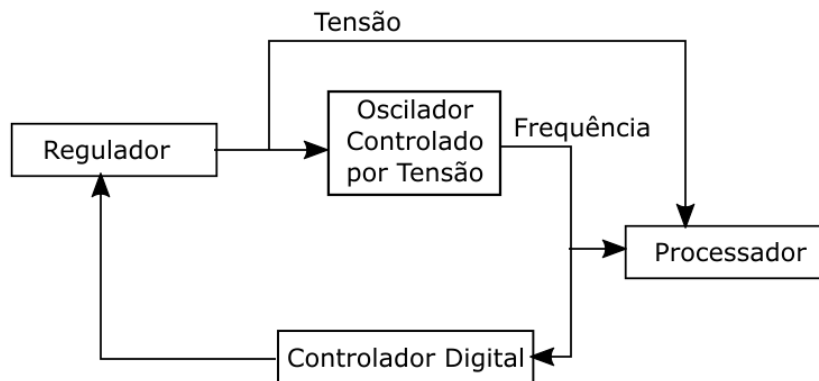 Tensão
Oscilador
Controlado
por Tensão
Frequência
Regulador
Processador
Controlador Digital